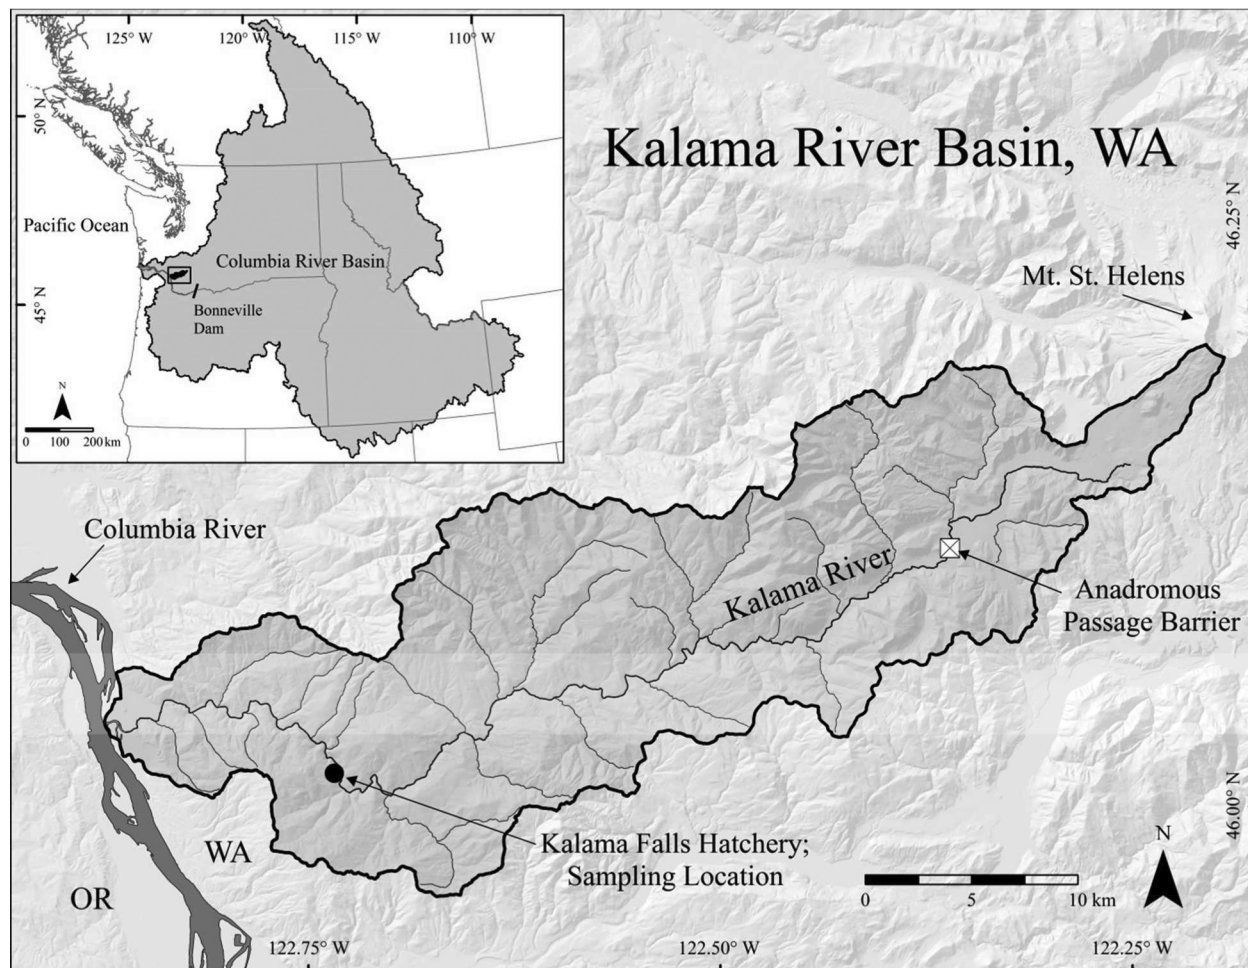 125° W
120° W
115° W
110° W
50° N
Kalama River Basin, WA
46.25° N
Pacific Ocean
Columbia River Basin
Mt. St. Helens
45° N
Bonneville
Dam
N
0 100 200 km
Columbia River
Kalama River
Anadromous
Passage Barrier
46.00° N
WA
Kalama Falls Hatchery;
Sampling Location
N
OR
0 5 10 km
122.75° W
122.50° W
122.25° W